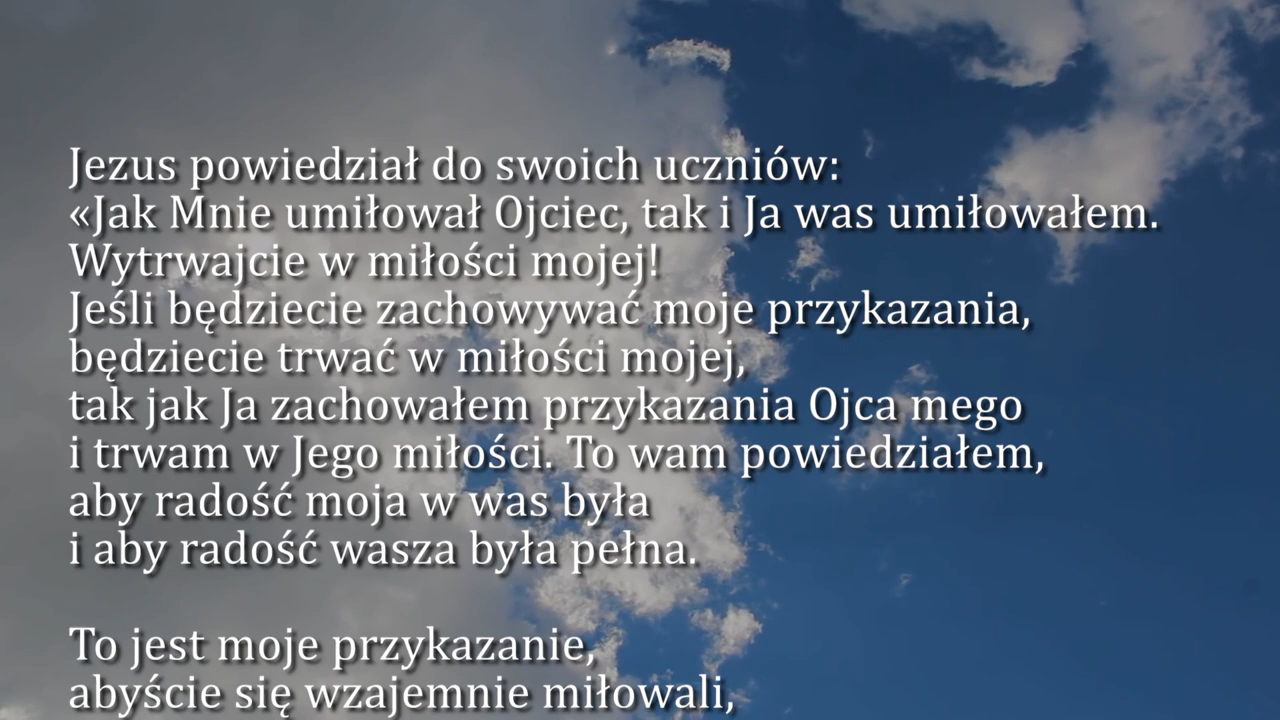 Jezus powiedział do swoich uczniów:
«Jak Mnie umiłował Ojciec, tak i Ja was umiłowałem.
Wytrwajcie w miłości mojej!
Jeśli będziecie zachowywać moje przykazania,
będziecie trwać w miłości mojej,
tak jak Ja zachowałem przykazania Ojca mego
i trwam w Jego miłości. To wam powiedziałem,
aby radość moja w was była
i aby radość wasza była pełna.
To jest moje przykazanie,
abyście się wzajemnie miłowali,